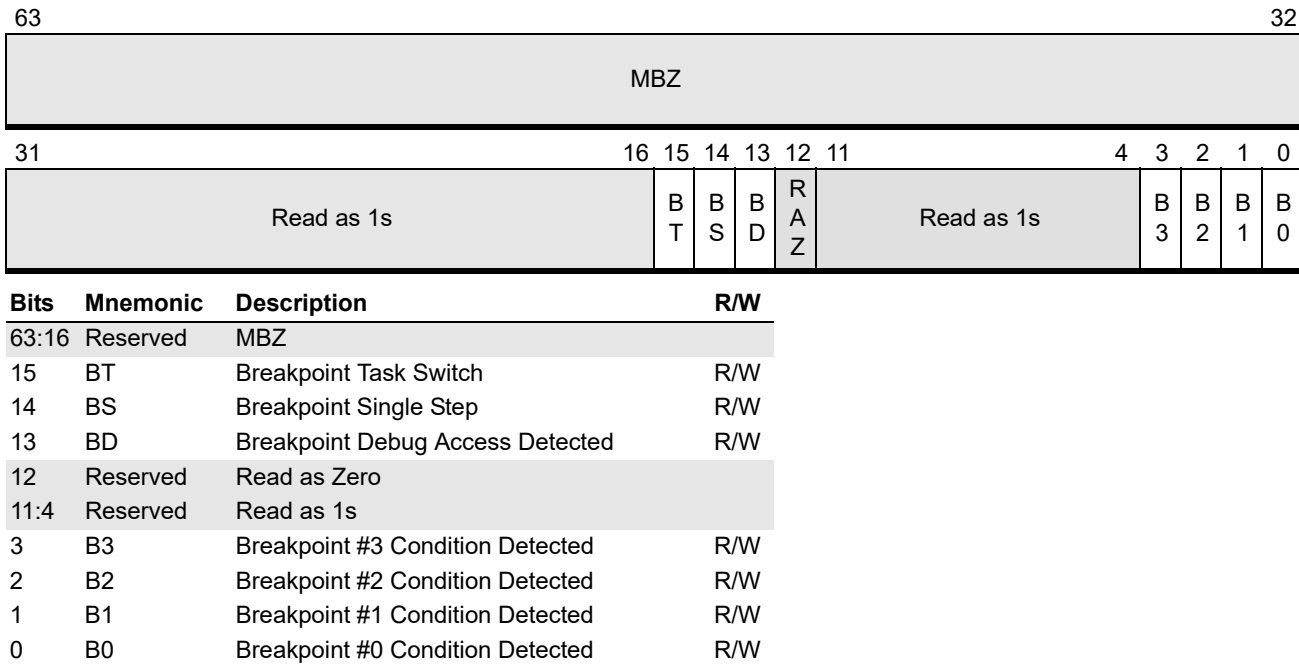 63 32
MBZ
31 16 15 14 13 12 11 4 3 2 1 0
Read as 1s
B
T
B
S
B
D
R
A
Z
Read as 1s
B
3
B
2
B
1
B
0
Bits Mnemonic Description R/W
63:16 Reserved MBZ
15 BT Breakpoint Task Switch R/W
14 BS Breakpoint Single Step R/W
13 BD Breakpoint Debug Access Detected R/W
12 Reserved Read as Zero
11:4 Reserved Read as 1s
3 B3 Breakpoint #3 Condition Detected R/W
2 B2 Breakpoint #2 Condition Detected R/W
1 B1 Breakpoint #1 Condition Detected R/W
0 B0 Breakpoint #0 Condition Detected R/W